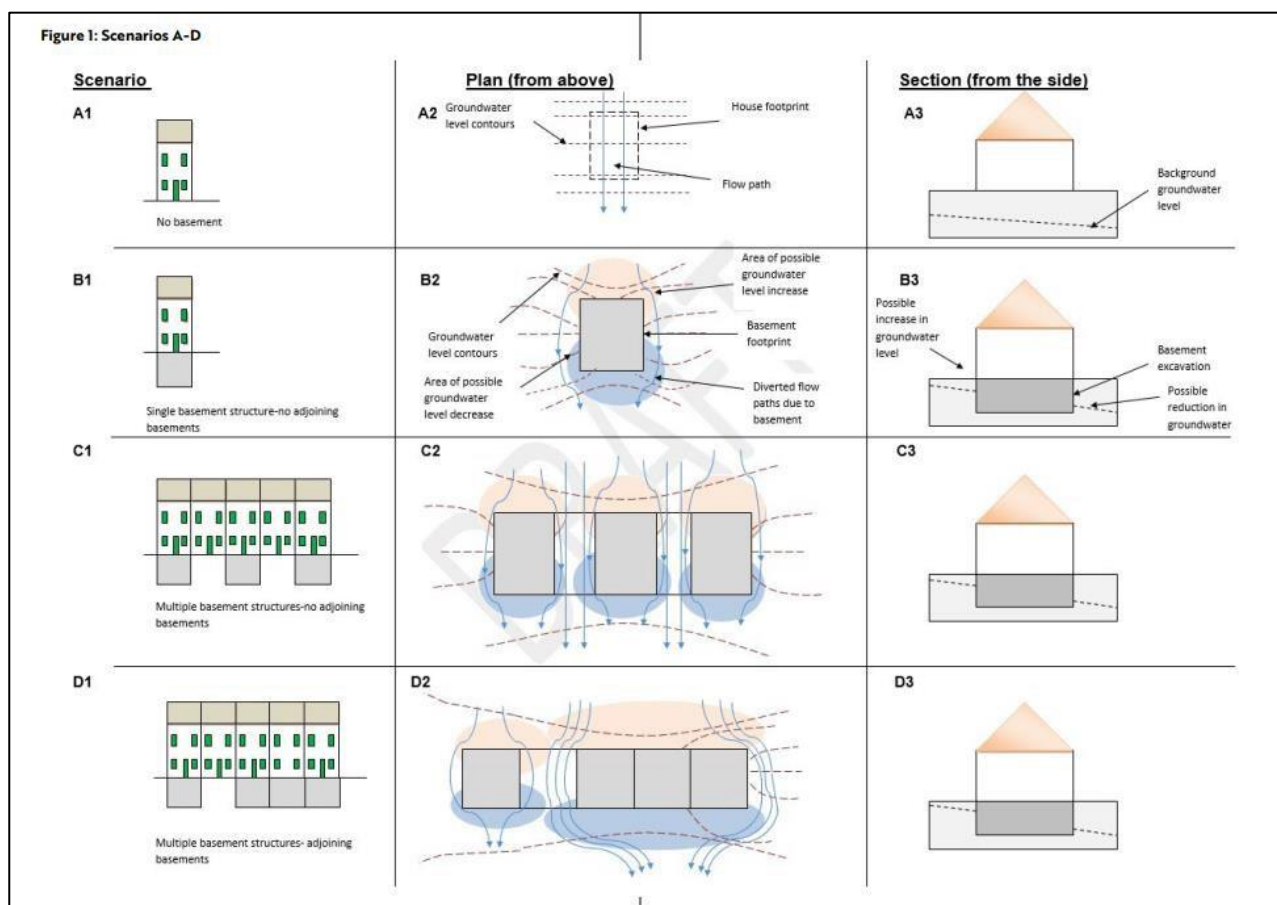 Figure 1: Scenarios A-D
Scenario
Plan (from above)
Section (from the side)
A1
No basement
A2
Groundwater
level contours
House footprint
Flow path
A3
Background
groundwater
level
B1
Single basement structure-no adjoining
basements
B2
Area of possible
groundwater
level increase
Groundwater
level contours
Basement
footprint
Area of possible
groundwater
level decrease
Diverted flow
paths due to
basement
B3
Possible
increase in
groundwater
level
Basement
excavation
Possible
reduction in
groundwater
C1
Multiple basement structures-no adjoining
basements
C2
C3
D1
Multiple basement structures- adjoining
basements
D2
D3
DRAFT